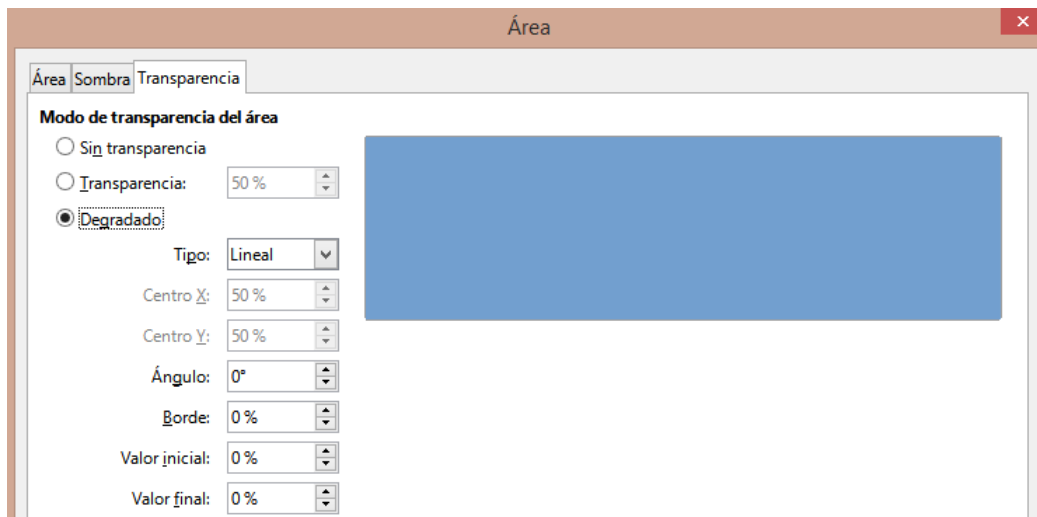 Área
Área Sombra Transparencia
Modo de transparencia del área
Sin transparencia
Transparencia: 50 %
Degradado
Tipo: Lineal
Centro X: 50 %
Centro Y: 50 %
Ángulo: 0°
Borde: 0 %
Valor inicial: 0 %
Valor final: 0 %